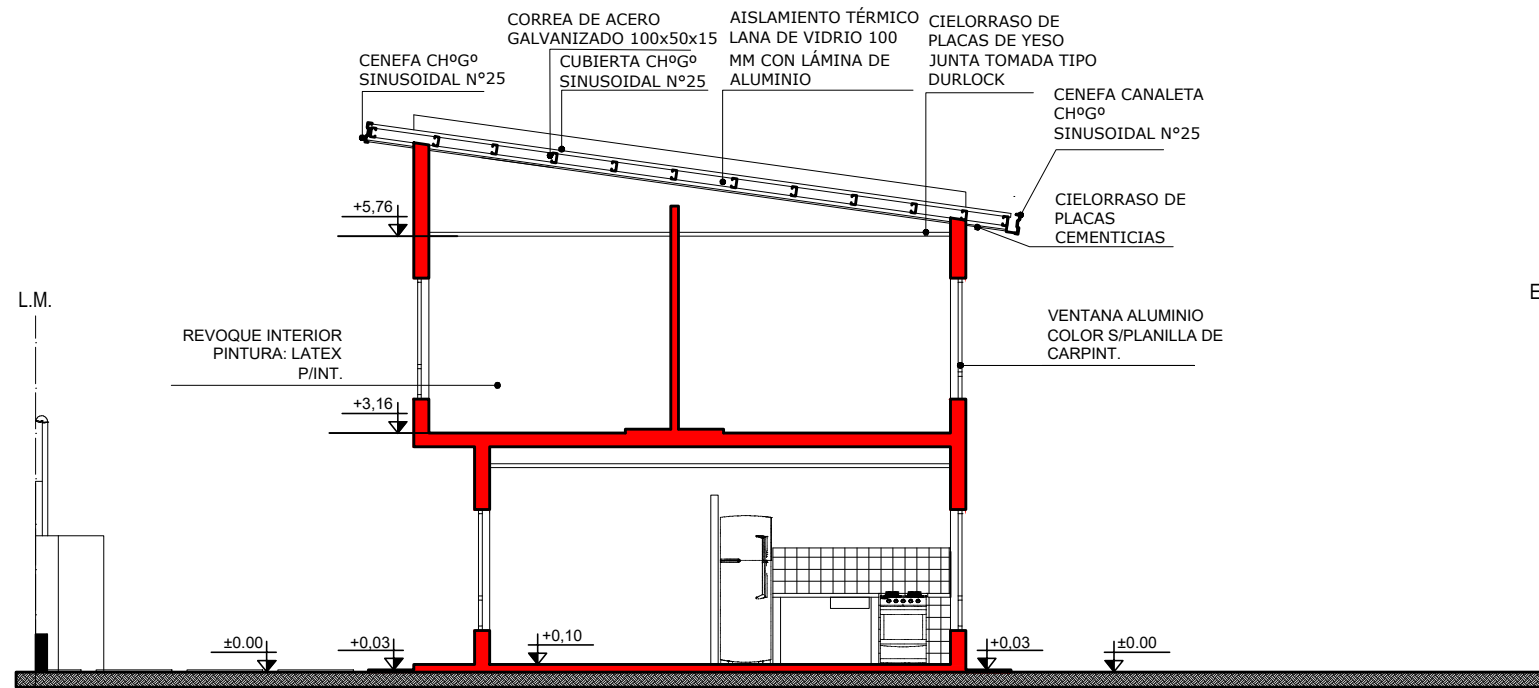 CORREA DE ACERO
GALVANIZADO 100x50x15
AISLAMIENTO TÉRMICO
LANA DE VIDRIO 100
MM CON LÁMINA DE
ALUMINIO
CIELORRASO DE
PLACAS DE YESO
JUNTA TOMADA TIPO
DURLOCK
CENEFA CHºGº
SINUSOIDAL N°25
CUBIERTA CHºGº
SINUSOIDAL N°25
CENEFA CANALETA
CHºGº
SINUSOIDAL N°25
CIELORRASO DE
PLACAS
CEMENTICIAS
+5,76
L.M.
E
REVOQUE INTERIOR
PINTURA: LATEX
P/INT.
VENTANA ALUMINIO
COLOR S/PLANILLA DE
CARPINT.
+3,16
±0.00
+0,03
+0,10
+0,03
±0.00